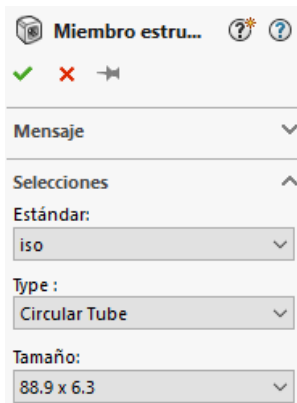 Miembro estru...
Mensaje
Selecciones
Estándar:
iso
Type :
Circular Tube
Tamaño:
88.9 x 6.3